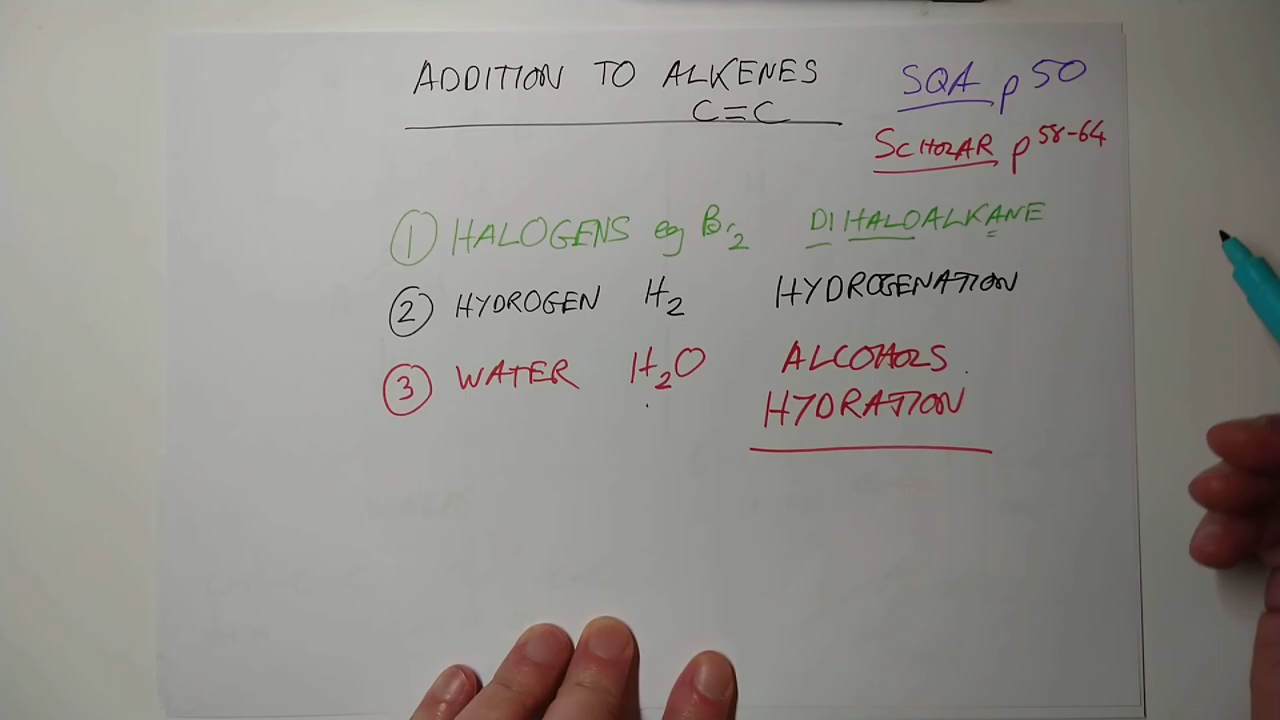 ADDITION TO ALKENES
C=C
SQA p 50
SCHOLAR p 58-64
① HALOGENS eg Br₂ DIHALOALKANE
② HYDROGEN H₂ HYDROGENATION
③ WATER H₂O ALCOHOLS
HYDRATION